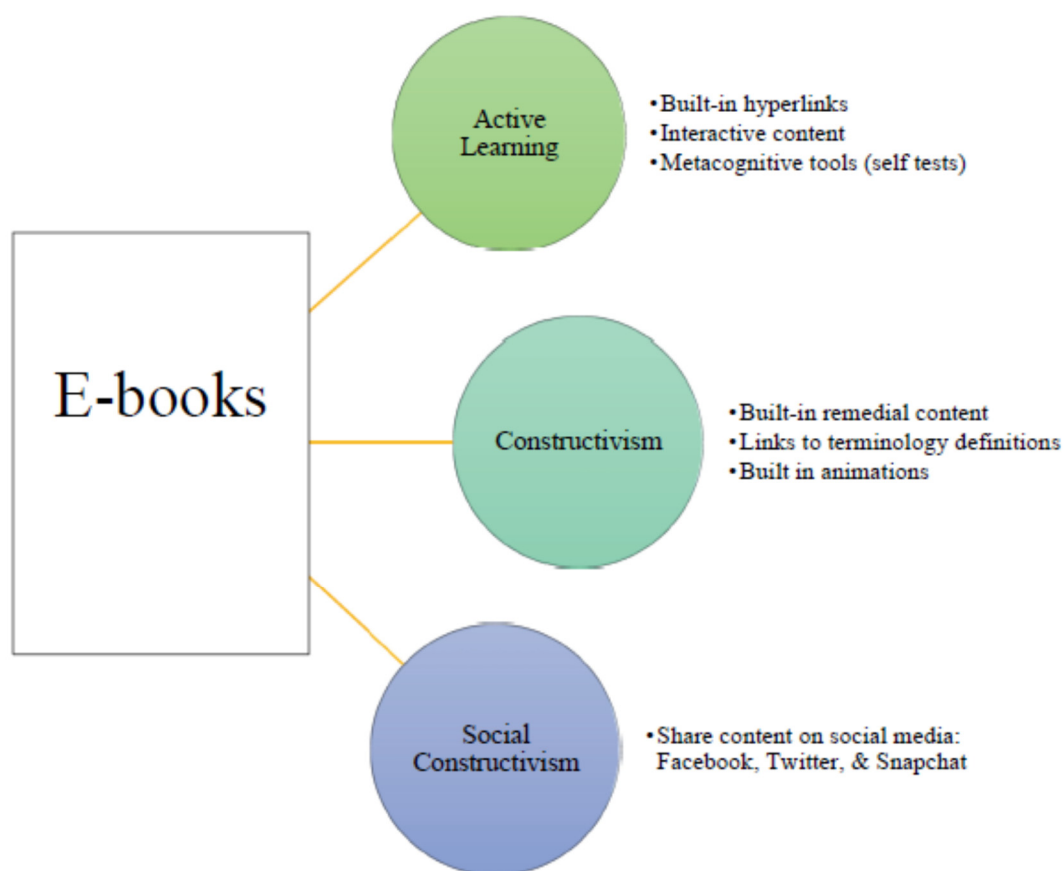 Active
Learning
•Built-in hyperlinks
•Interactive content
•Metacognitive tools (self tests)
E-books
Constructivism
•Built-in remedial content
•Links to terminology definitions
•Built in animations
Social
Constructivism
•Share content on social media:
Facebook, Twitter, & Snapchat